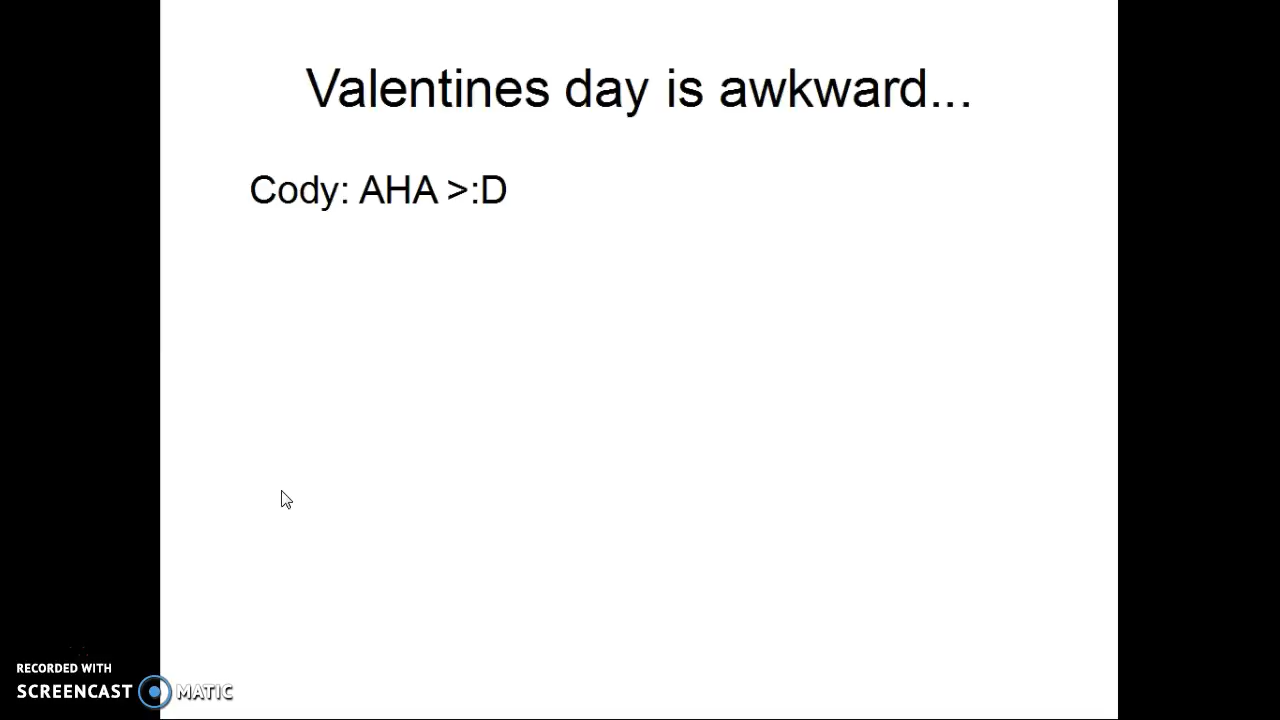 Valentines day is awkward...
Cody: AHA >:D
RECORDED WITH
SCREENCAST MATIC